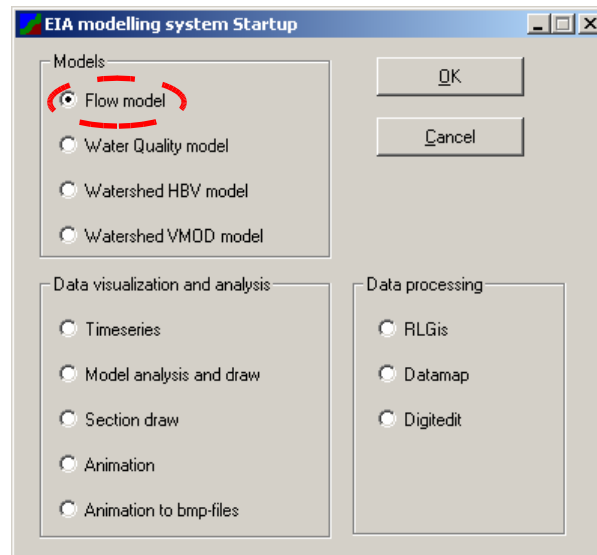 EIA modelling system Startup
Models
Flow model
Water Quality model
Watershed HBV model
Watershed VMOD model
OK
Cancel
Data visualization and analysis
Timeseries
Model analysis and draw
Section draw
Animation
Animation to bmp-files
Data processing
RLGis
Datamap
Digitedit